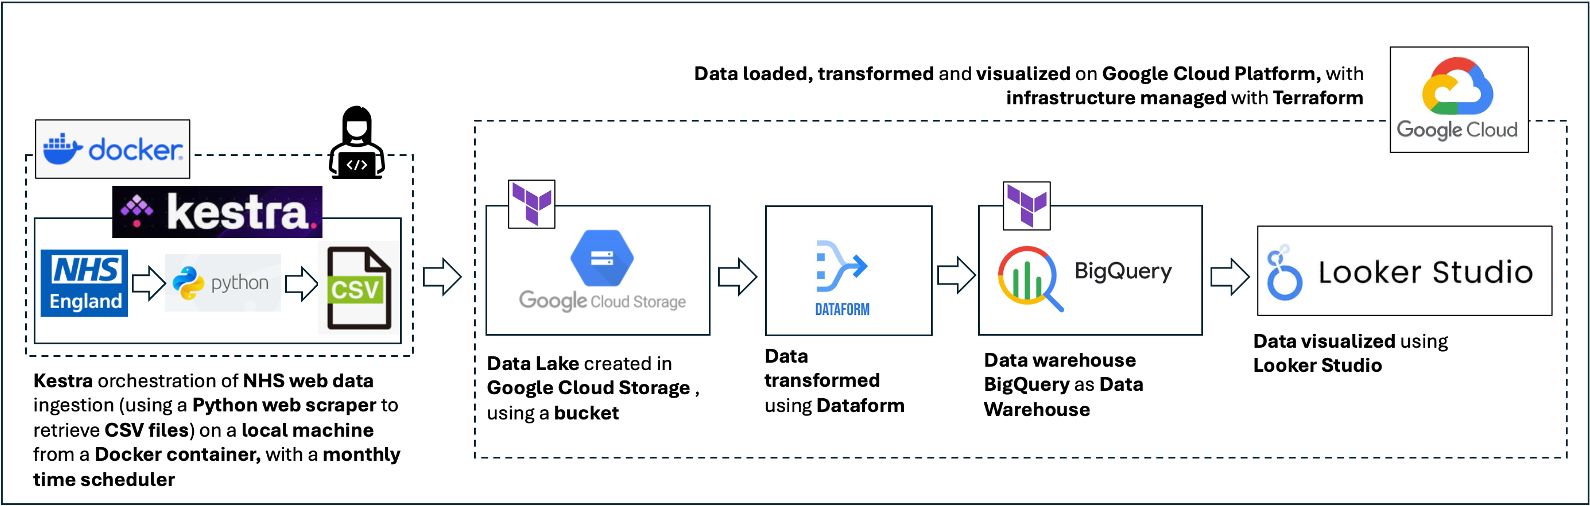 Data loaded, transformed and visualized on Google Cloud Platform, with
infrastructure managed with Terraform
Google Cloud
docker
</>
kestra.
NHS
England
python
CSV
Google Cloud Storage
DATAFORM
BigQuery
Looker Studio
Kestra orchestration of NHS web data
ingestion (using a Python web scraper to
retrieve CSV files) on a local machine
from a Docker container, with a monthly
time scheduler
Data Lake created in
Google Cloud Storage ,
using a bucket
Data
transformed
using Dataform
Data warehouse
BigQuery as Data
Warehouse
Data visualized using
Looker Studio